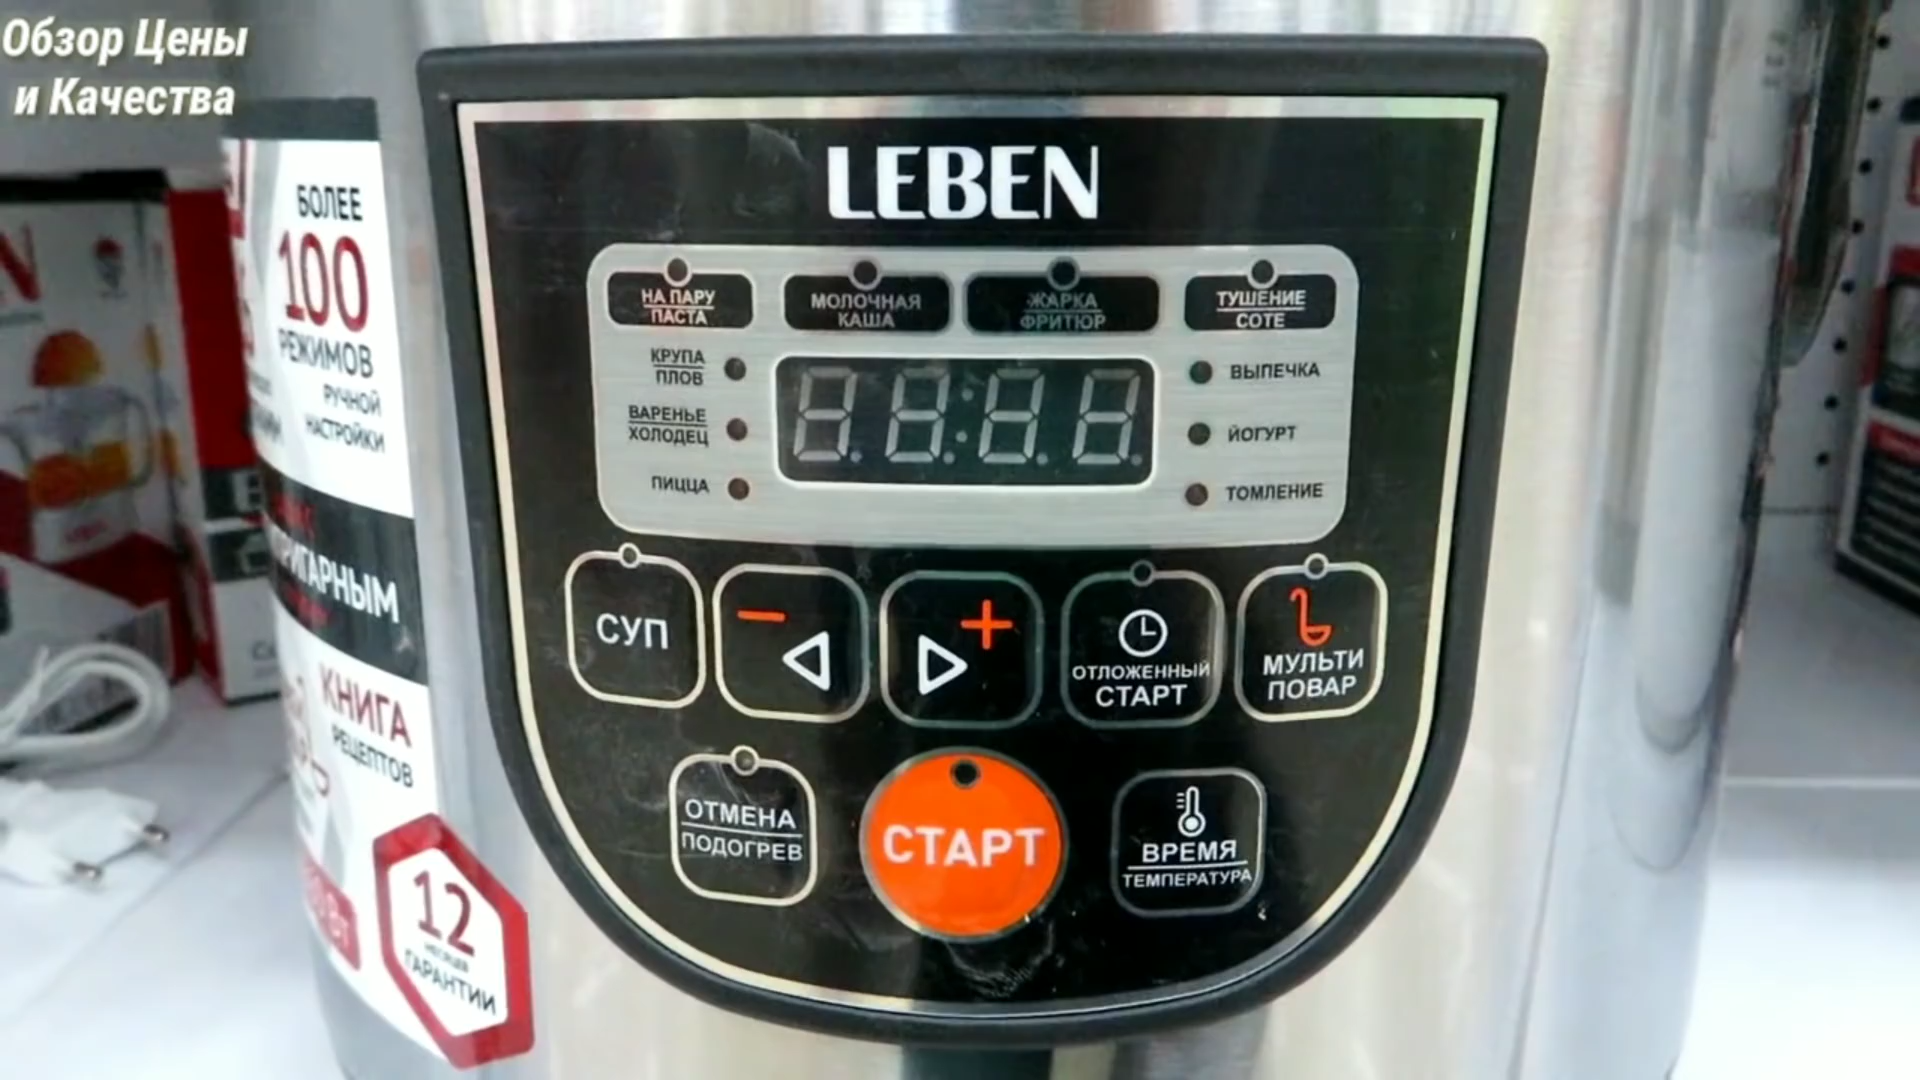 Обзор Цены
и Качества
БОЛЕЕ
100
РЕЖИМОВ
РУЧНОЙ
НАСТРОЙКИ
КНИГА
РЕЦЕПТОВ
12
МЕСЯЦЕВ
ГАРАНТИИ
LEBEN
НА ПАРУ
ПАСТА
МОЛОЧНАЯ
КАША
ЖАРКА
ФРИТЮР
ТУШЕНИЕ
СОТЕ
КРУПА
ПЛОВ
ВАРЕНЬЕ
ХОЛОДЕЦ
ПИЦЦА
ВЫПЕЧКА
ЙОГУРТ
ТОМЛЕНИЕ
СУП
−
+
ОТЛОЖЕННЫЙ
СТАРТ
МУЛЬТИ
ПОВАР
ОТМЕНА
ПОДОГРЕВ
СТАРТ
ВРЕМЯ
ТЕМПЕРАТУРА